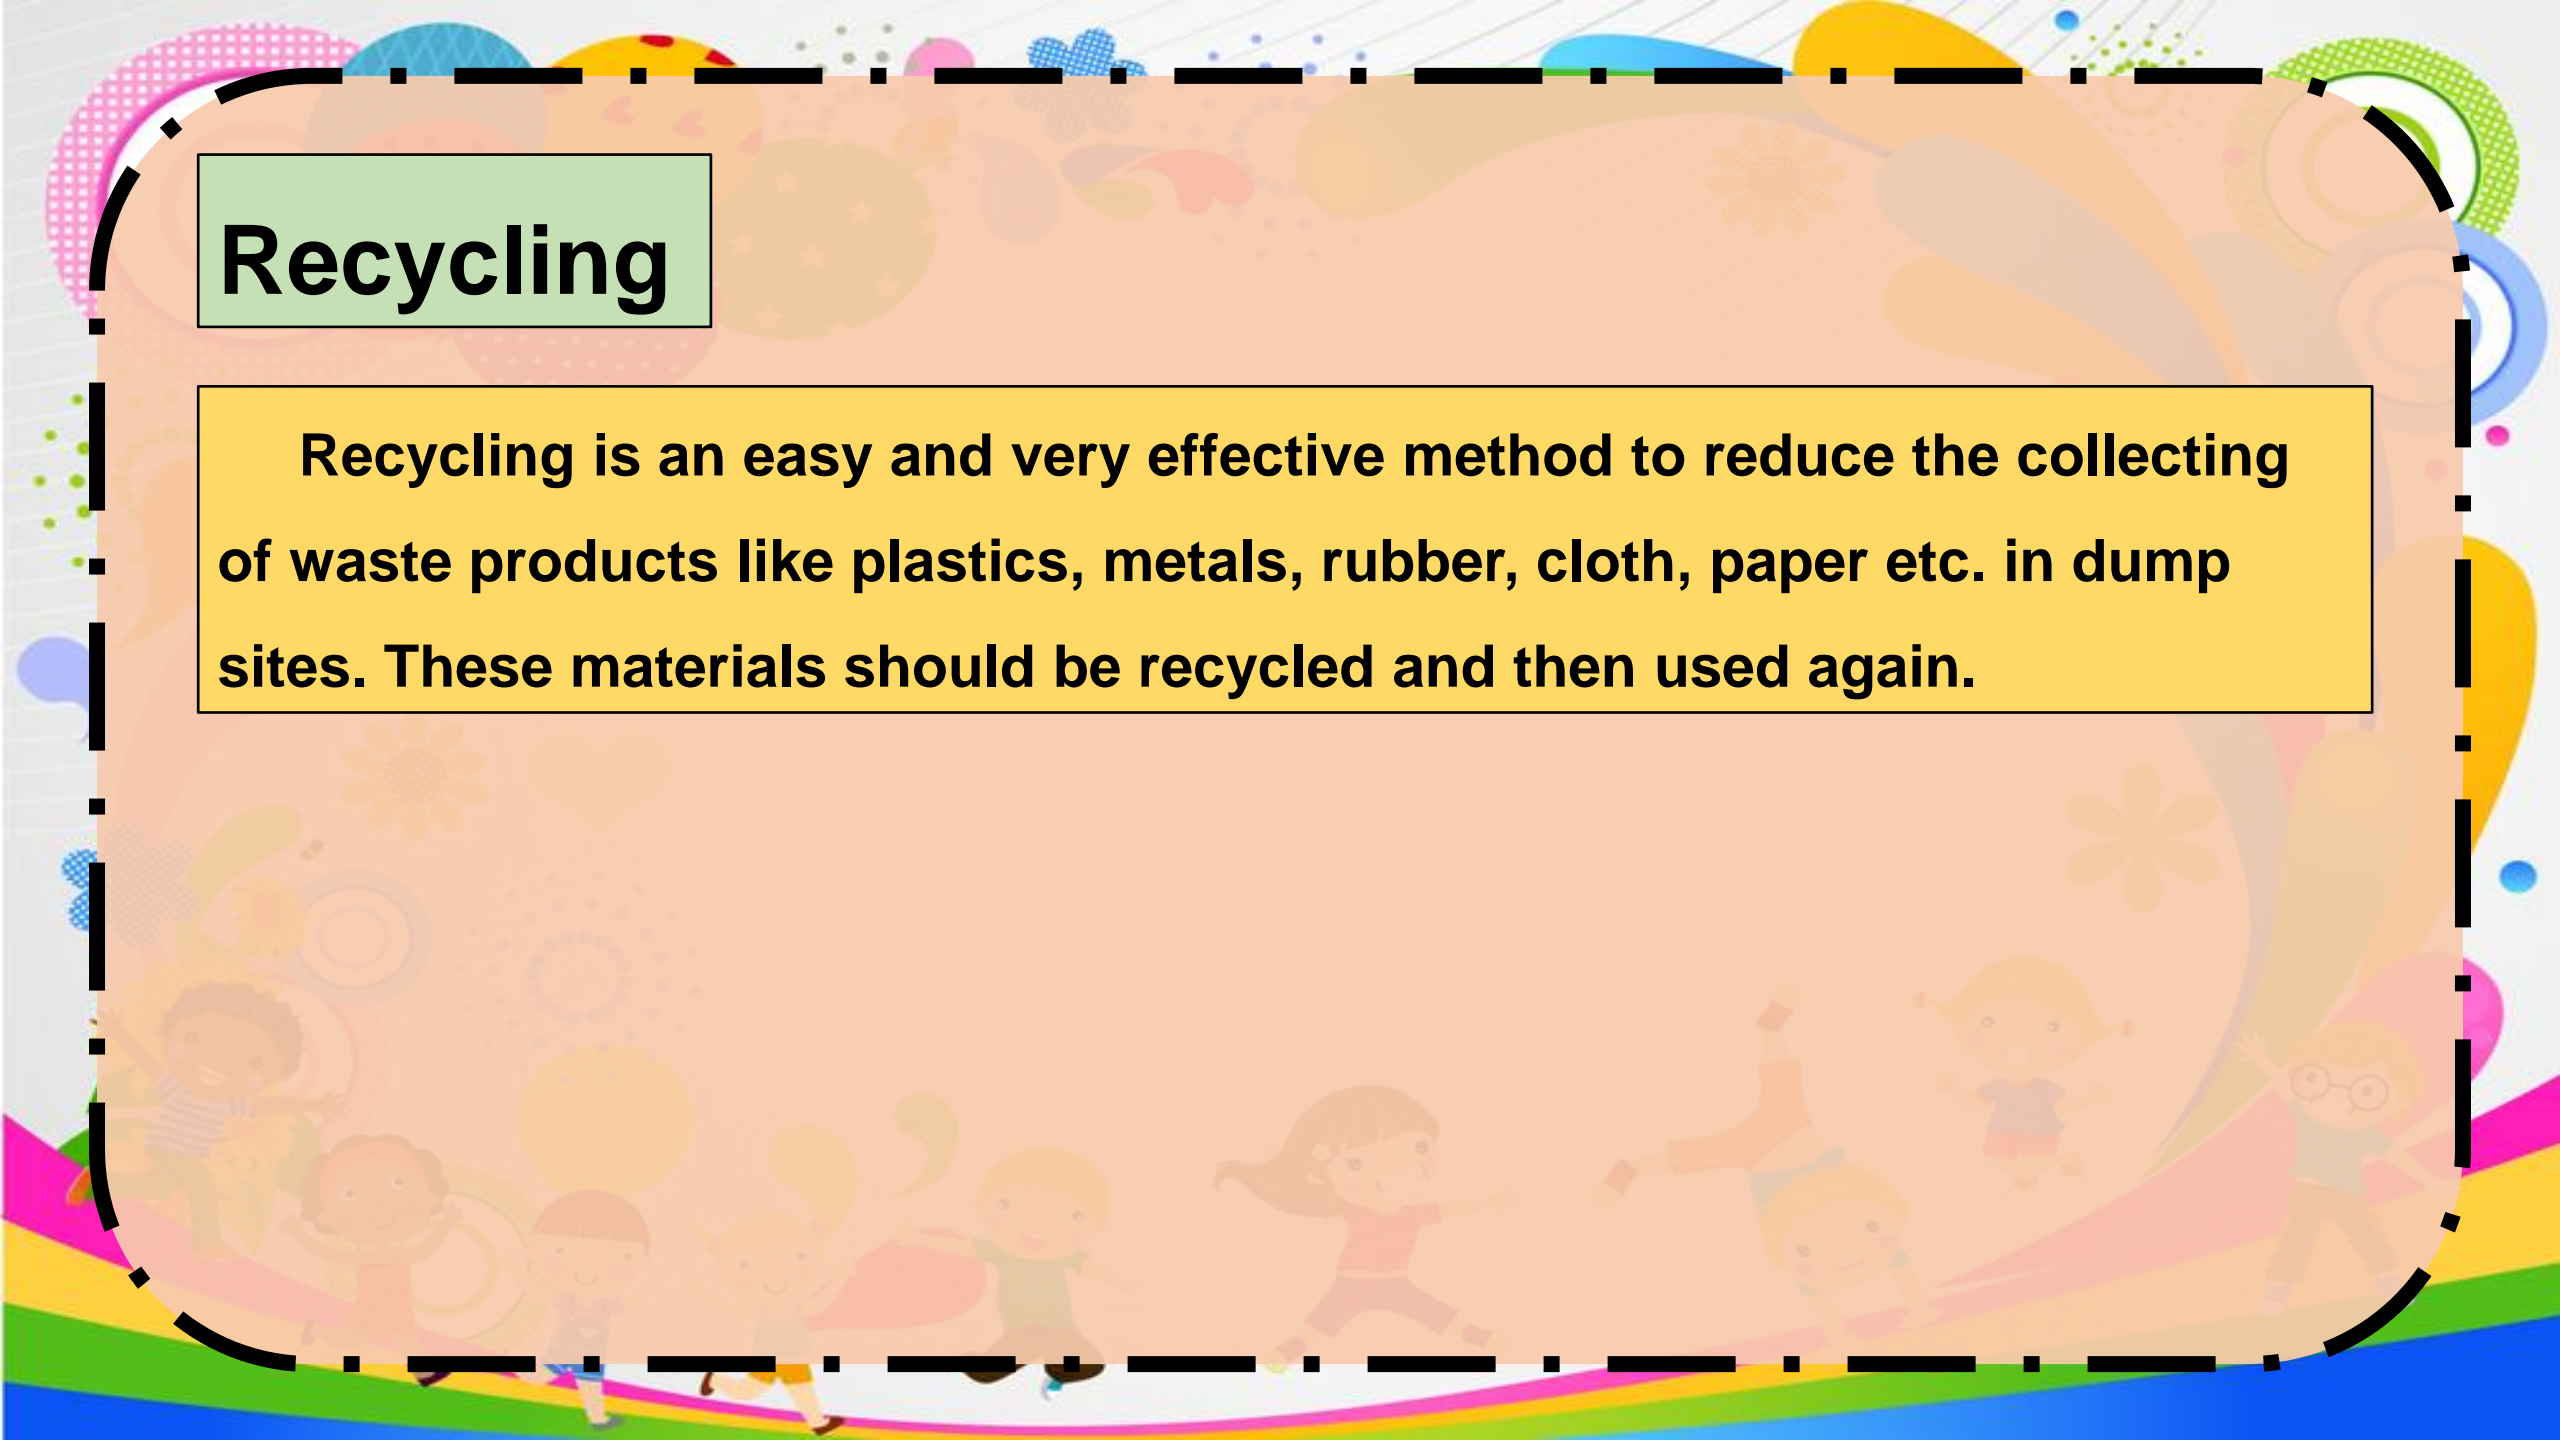 Recycling
Recycling is an easy and very effective method to reduce the collecting
of waste products like plastics, metals, rubber, cloth, paper etc. in dump
sites. These materials should be recycled and then used again.